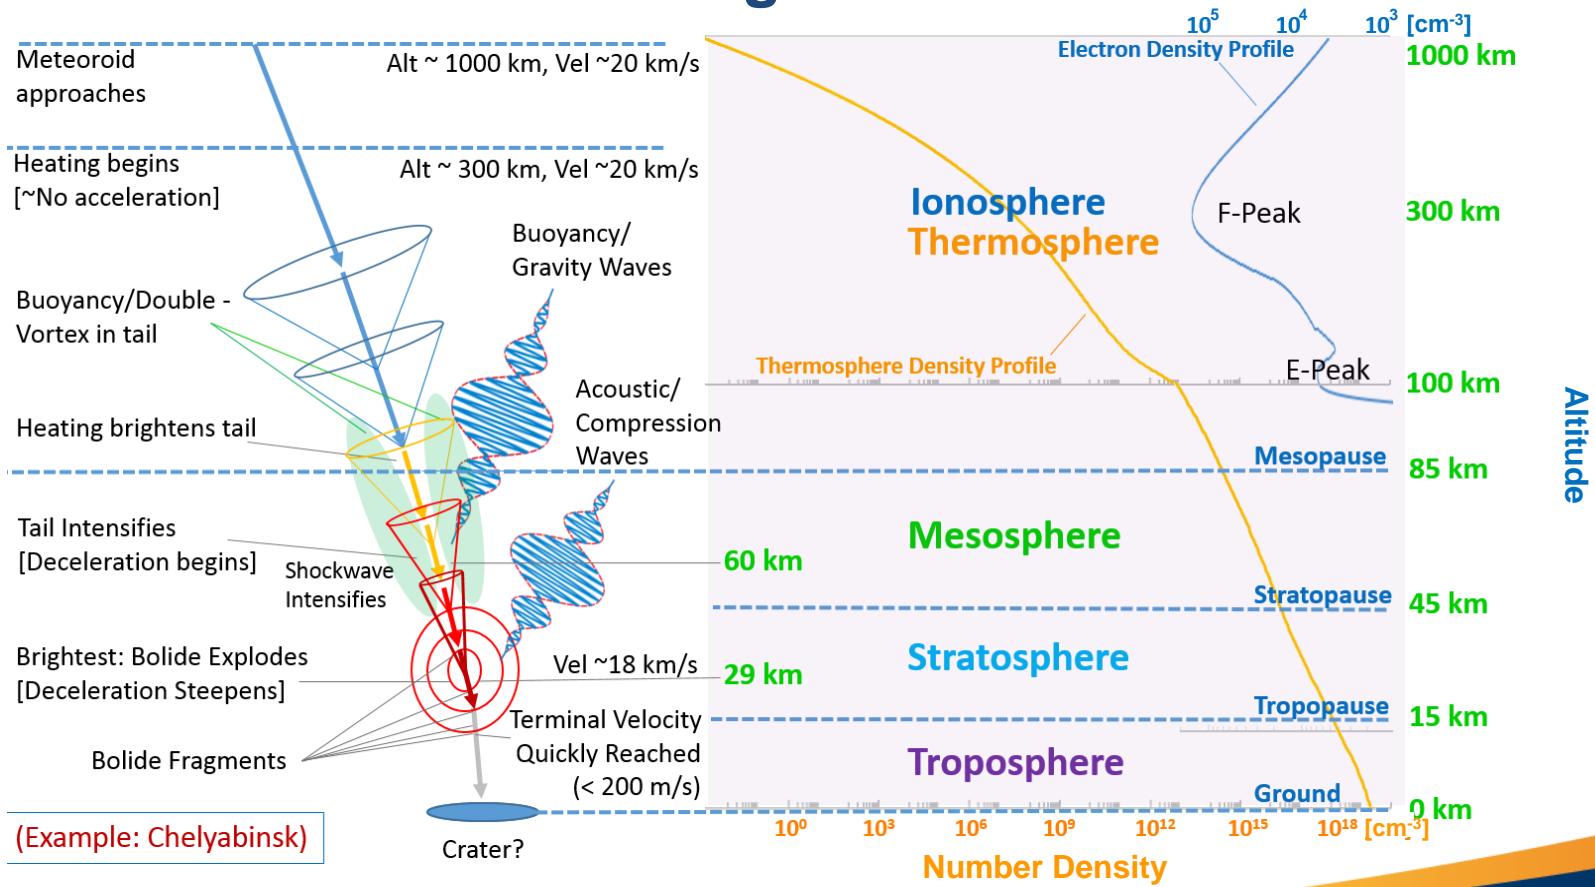 10⁵ 10⁴ 10³ [cm-³]
Electron Density Profile
1000 km
Meteoroid
approaches
Alt ~ 1000 km, Vel ~20 km/s
Heating begins
[~No acceleration]
Alt ~ 300 km, Vel ~20 km/s
Ionosphere
Thermosphere
F-Peak
300 km
Buoyancy/
Gravity Waves
Buoyancy/Double -
Vortex in tail
Thermosphere Density Profile
E-Peak
100 km
Acoustic/
Compression
Waves
Heating brightens tail
Mesopause
85 km
Altitude
Tail Intensifies
[Deceleration begins]
Shockwave
Intensifies
60 km
Mesosphere
Stratopause
45 km
Brightest: Bolide Explodes
[Deceleration Steepens]
Vel ~18 km/s
29 km
Stratosphere
Tropopause
15 km
Terminal Velocity
Quickly Reached
(< 200 m/s)
Bolide Fragments
Troposphere
Ground
0 km
(Example: Chelyabinsk)
Crater?
10⁰ 10³ 10⁶ 10⁹ 10¹² 10¹⁵ 10¹⁸ [cm-³]
Number Density